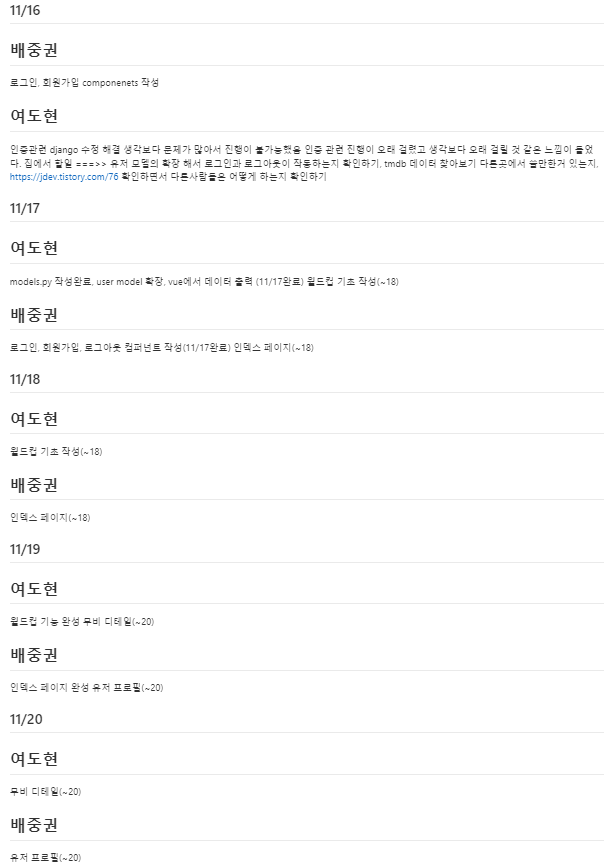 11/16
배중권
로그인, 회원가입 componenets 작성
여도현
인증관련 django 수정 해결 생각보다 문제가 많아서 진행이 불가능했음 인증 관련 진행이 오래 걸렸고 생각보다 오래 걸릴 것 같은 느낌이 들었
다. 집에서 할일 ===>> 유저 모델의 확장 해서 로그인과 로그아웃이 작동하는지 확인하기, tmdb 데이터 찾아보기 다른곳에서 쓸만한거 있는지,
https://jdev.tistory.com/76 확인하면서 다른사람들은 어떻게 하는지 확인하기
11/17
여도현
models.py 작성완료, user model 확장, vue에서 데이터 출력 (11/17완료) 월드컵 기초 작성(~18)
배중권
로그인, 회원가입, 로그아웃 컴퍼넌트 작성(11/17완료) 인덱스 페이지(~18)
11/18
여도현
월드컵 기초 작성(~18)
배중권
인덱스 페이지(~18)
11/19
여도현
월드컵 기능 완성 무비 디테일(~20)
배중권
인덱스 페이지 완성 유저 프로필(~20)
11/20
여도현
무비 디테일(~20)
배중권
유저 프로필(~20)